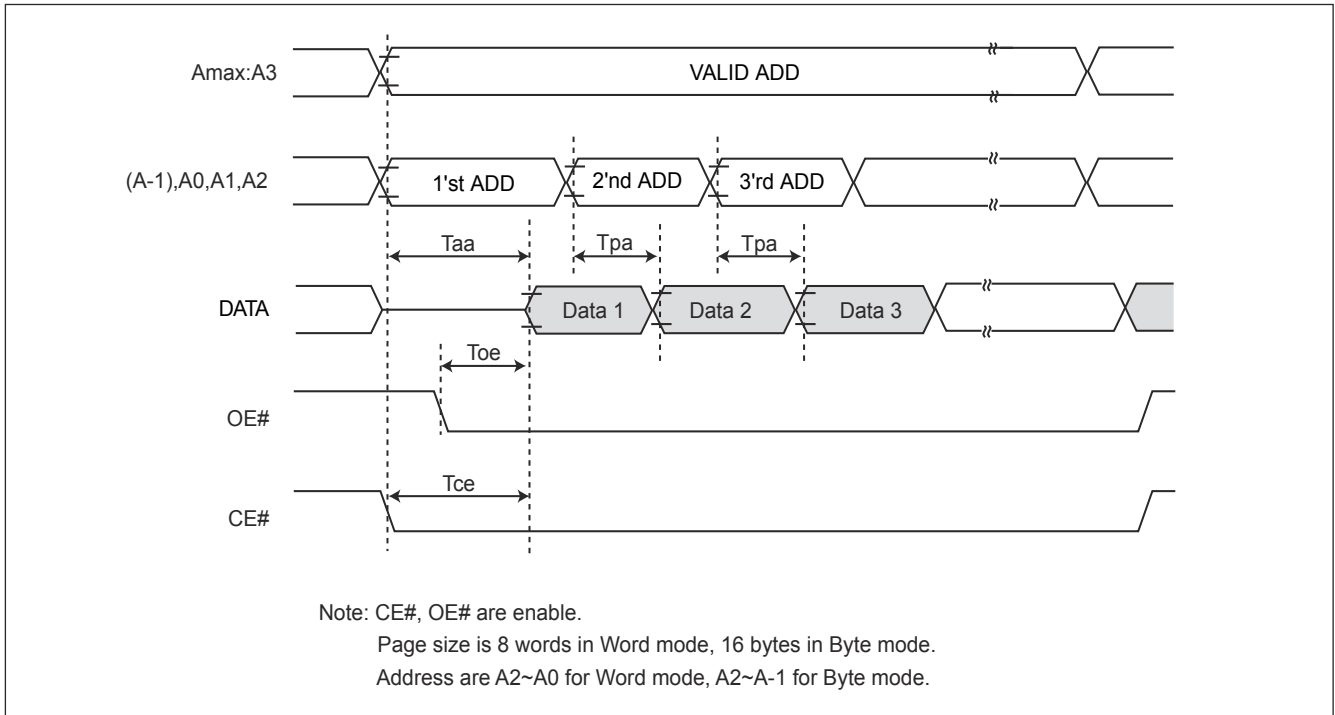 Amax:A3
VALID ADD
(A-1),A0,A1,A2
1'st ADD
2'nd ADD
3'rd ADD
Taa
Tpa
Tpa
DATA
Data 1
Data 2
Data 3
Toe
OE#
Tce
CE#
Note: CE#, OE# are enable.
Page size is 8 words in Word mode, 16 bytes in Byte mode.
Address are A2~A0 for Word mode, A2~A-1 for Byte mode.